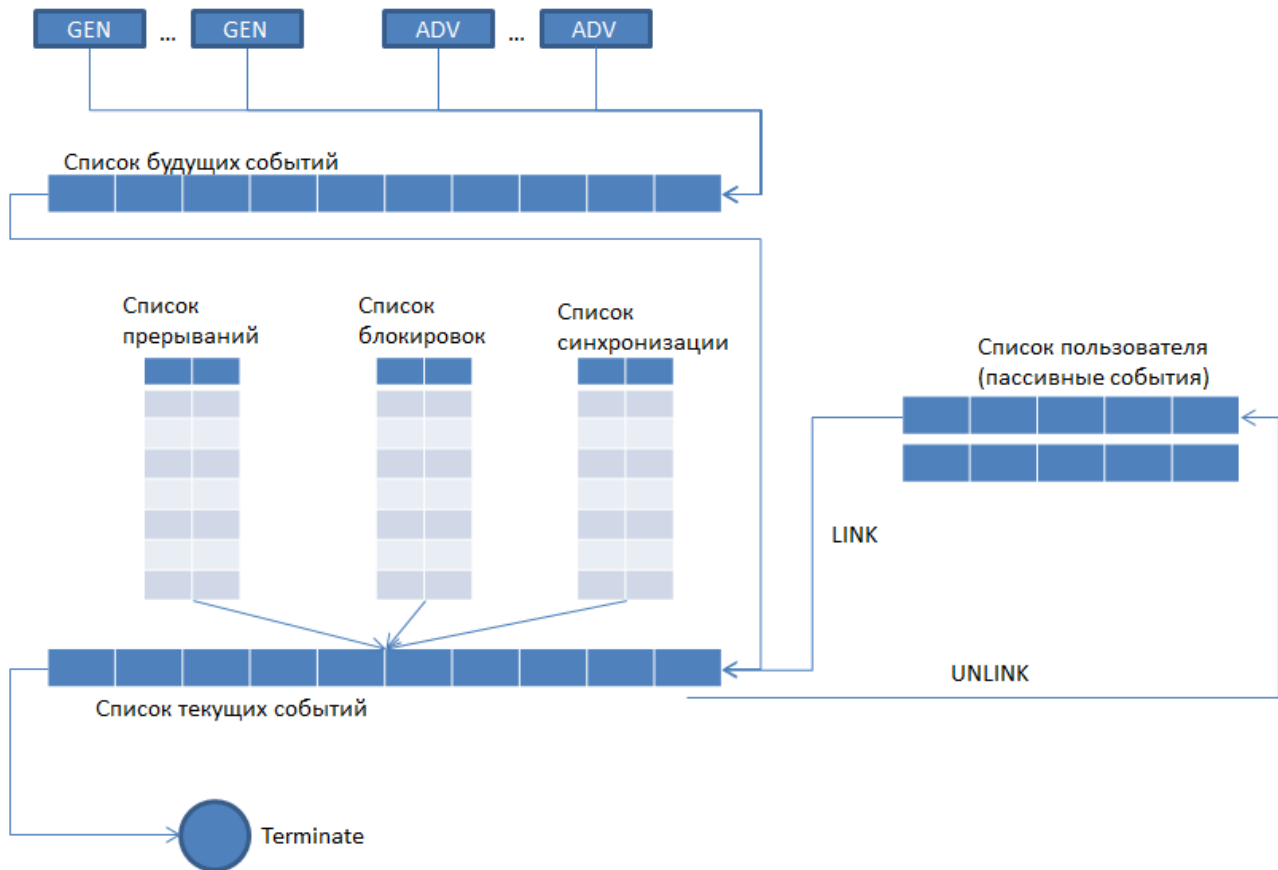 GEN ... GEN ADV ... ADV
Список будущих событий
Список
прерываний
Список
блокировок
Список
синхронизации
Список пользователя
(пассивные события)
LINK
UNLINK
Список текущих событий
Terminate